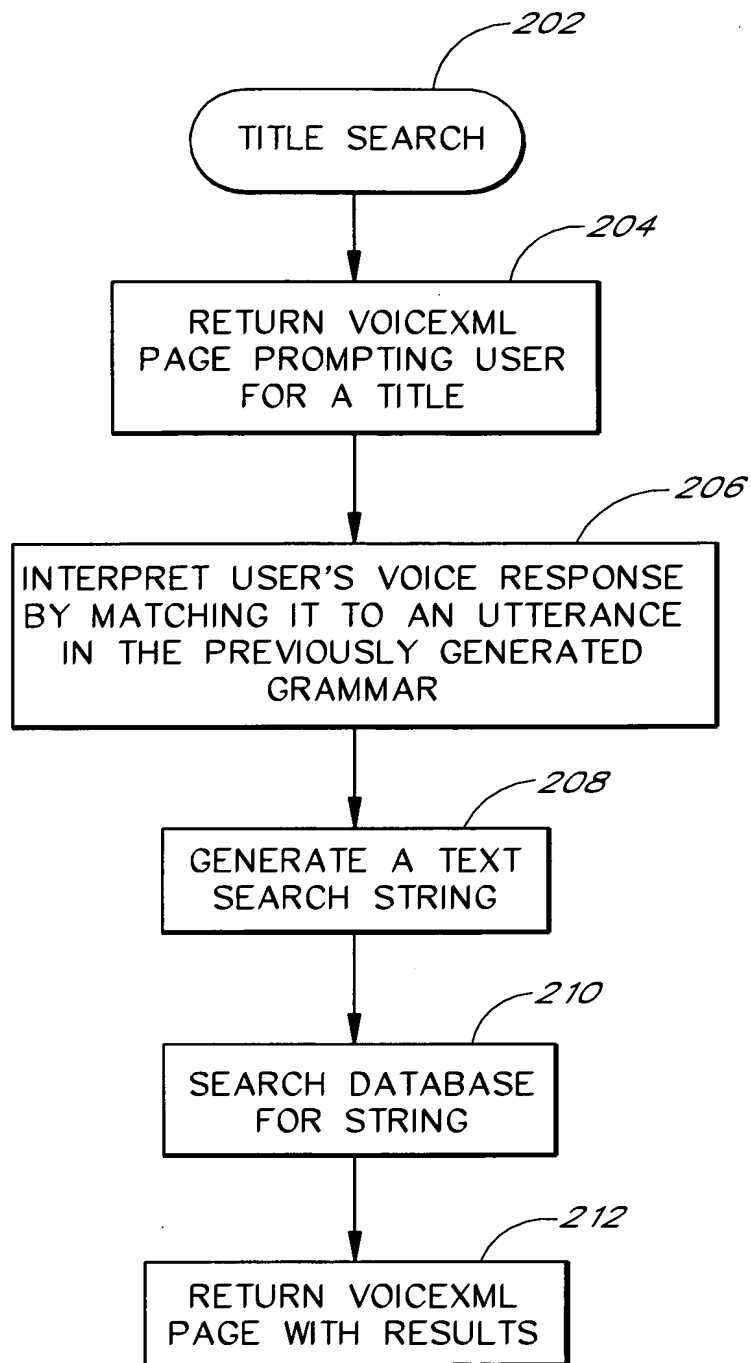 202
TITLE SEARCH
204
RETURN VOICEXML
PAGE PROMPTING USER
FOR A TITLE
206
INTERPRET USER'S VOICE RESPONSE
BY MATCHING IT TO AN UTTERANCE
IN THE PREVIOUSLY GENERATED
GRAMMAR
208
GENERATE A TEXT
SEARCH STRING
210
SEARCH DATABASE
FOR STRING
212
RETURN VOICEXML
PAGE WITH RESULTS